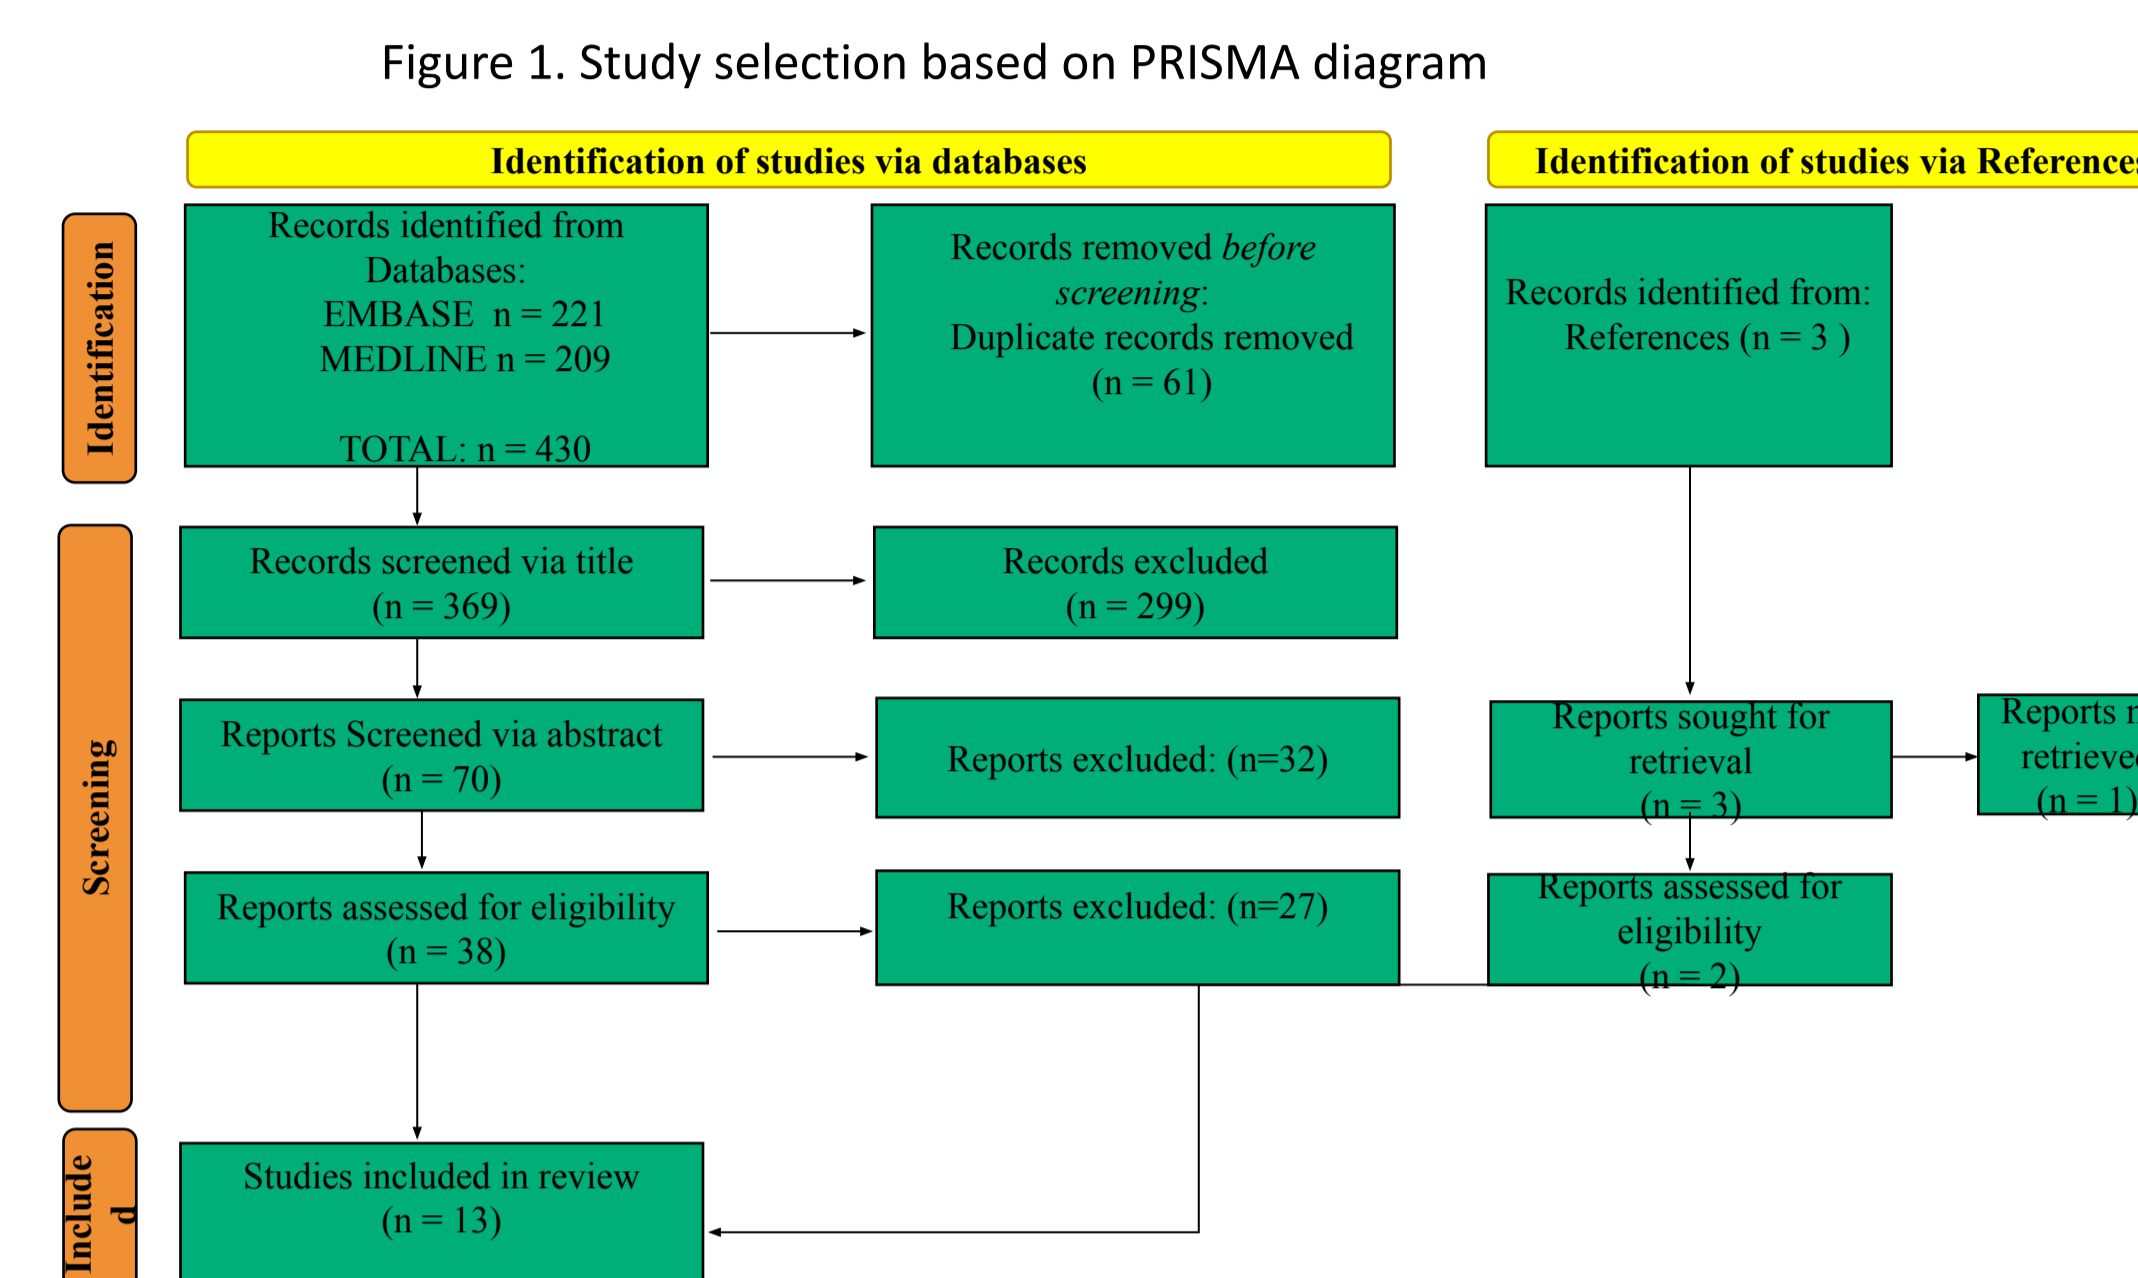 Figure 1. Study selection based on PRISMA diagram
Identification of studies via databases
Identification of studies via References
Identification
Records identified from
Databases:
EMBASE n = 221
MEDLINE n = 209
TOTAL: n = 430
Records removed before
screening:
Duplicate records removed
(n = 61)
Records identified from:
References (n = 3 )
Screening
Records screened via title
(n = 369)
Records excluded
(n = 299)
Reports Screened via abstract
(n = 70)
Reports excluded: (n=32)
Reports sought for
retrieval
(n = 3)
Reports
(n = 1)
Reports assessed for eligibility
(n = 38)
Reports excluded: (n=27)
Reports assessed for
eligibility
(n = 2)
Include
d
Studies included in review
(n = 13)